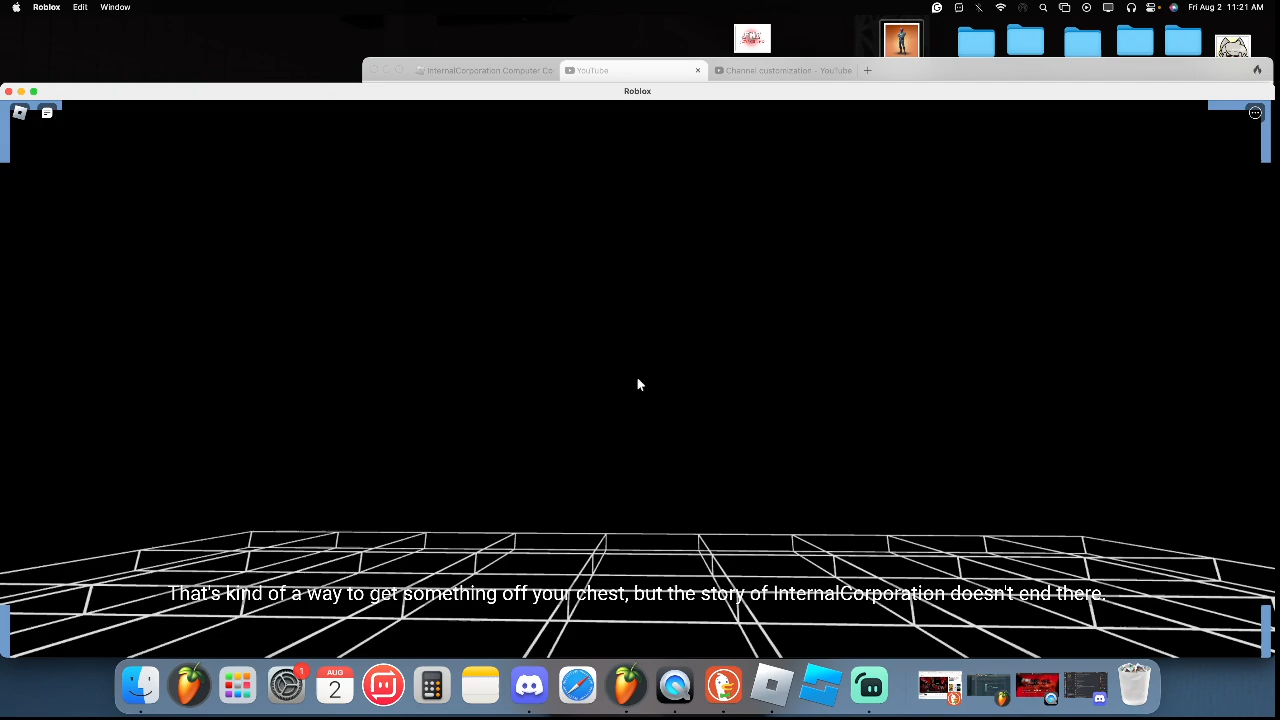 Roblox Edit Window Fri Aug 2 11:21 AM
InternalCorporation Computer Co YouTube Channel customization - YouTube
Roblox
That's kind of a way to get something off your chest, but the story of InternalCorporation doesn't end there.
1
AUG
2